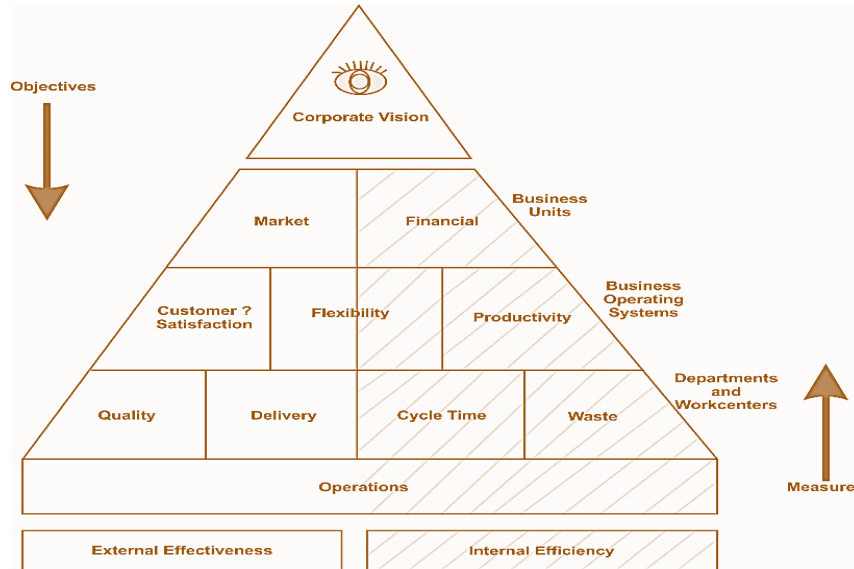 Objectives
Corporate Vision
Market
Financial
Business
Units
Customer ?
Satisfaction
Flexibility
Productivity
Business
Operating
Systems
Quality
Delivery
Cycle Time
Waste
Departments
and
Workcenters
Operations
Measure
External Effectiveness
Internal Efficiency